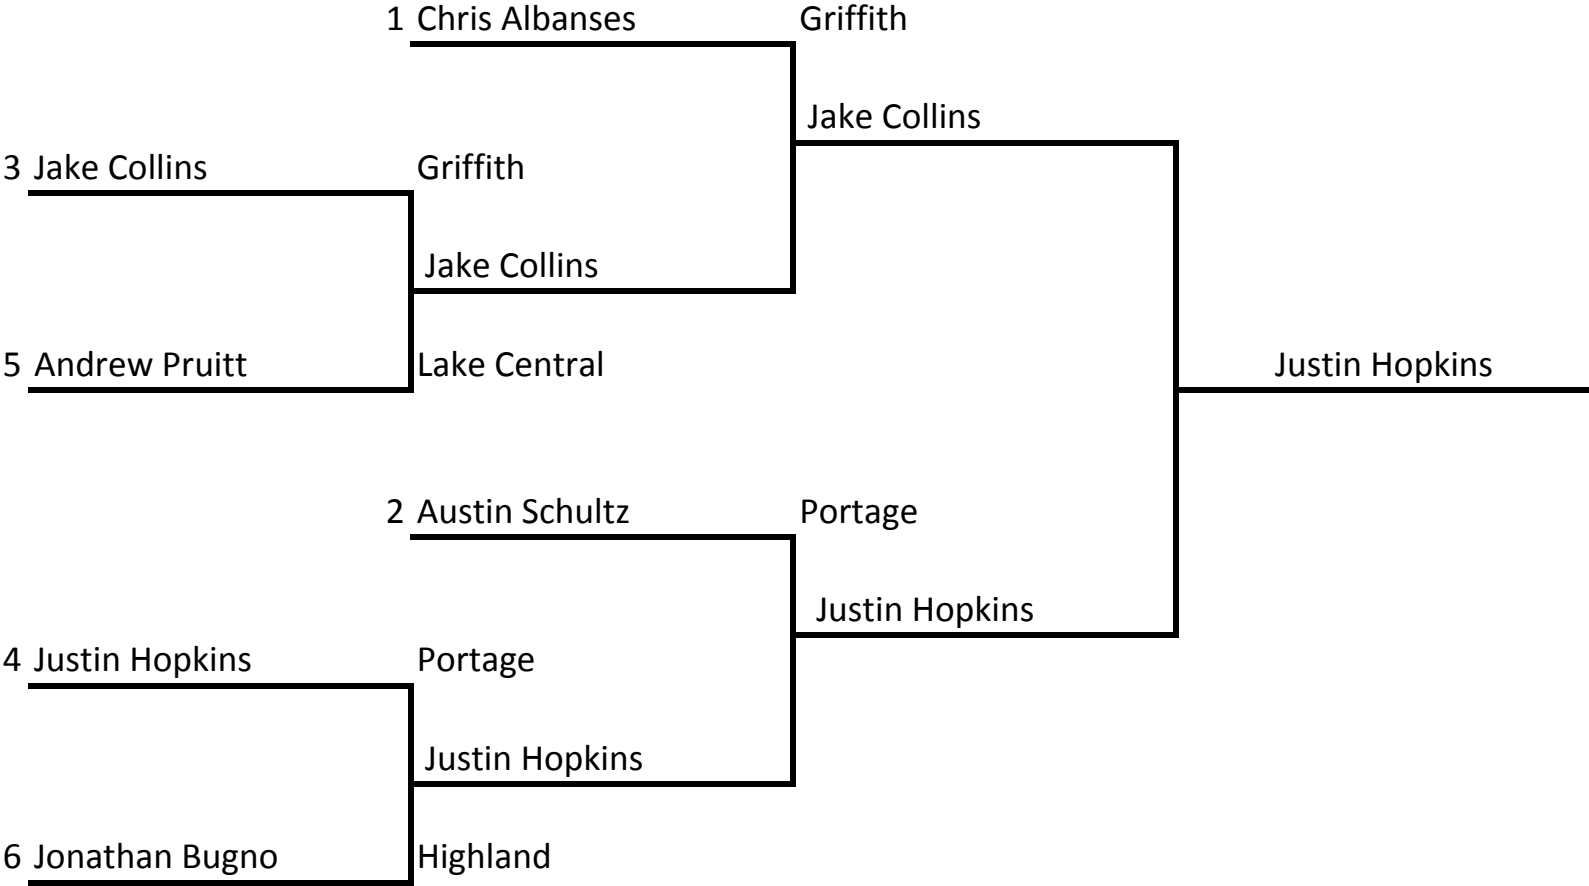 1 Chris Albanses Griffith
Jake Collins
3 Jake Collins Griffith
Jake Collins
5 Andrew Pruitt Lake Central
Justin Hopkins
2 Austin Schultz Portage
Justin Hopkins
4 Justin Hopkins Portage
Justin Hopkins
6 Jonathan Bugno Highland